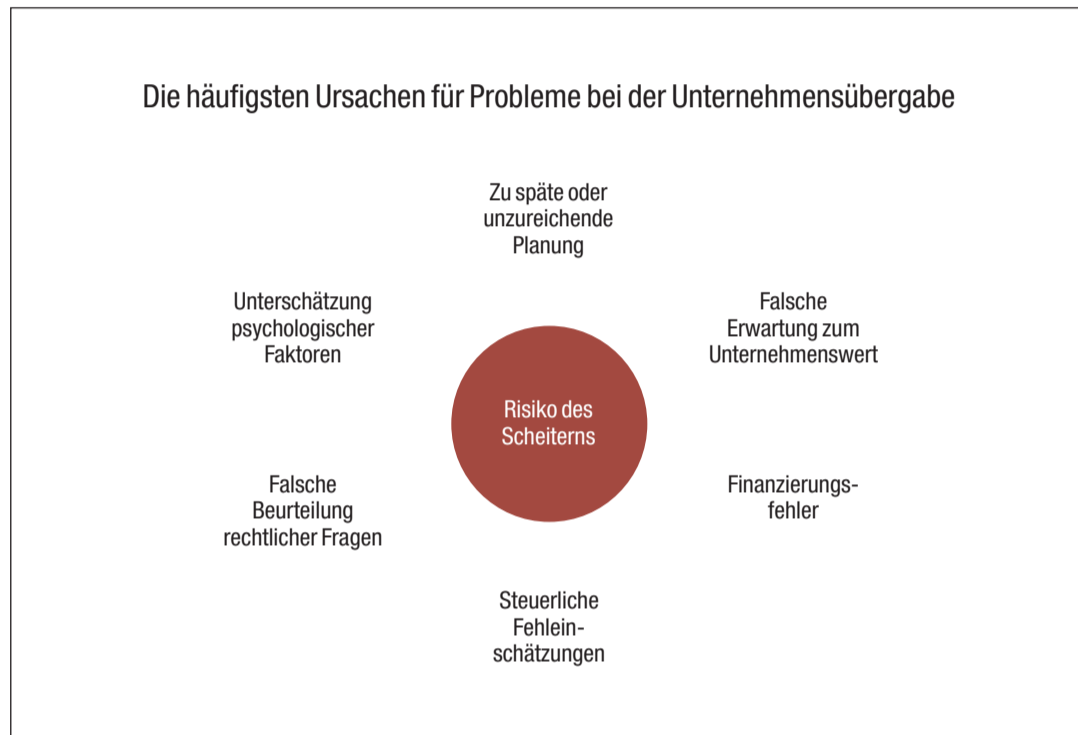 Die häufigsten Ursachen für Probleme bei der Unternehmensübergabe
Zu späte oder
unzureichende
Planung
Unterschätzung
psychologischer
Faktoren
Falsche
Erwartung zum
Unternehmenswert
Risiko des
Scheiterns
Falsche
Beurteilung
rechtlicher Fragen
Finanzierungs-
fehler
Steuerliche
Fehlein-
schätzungen